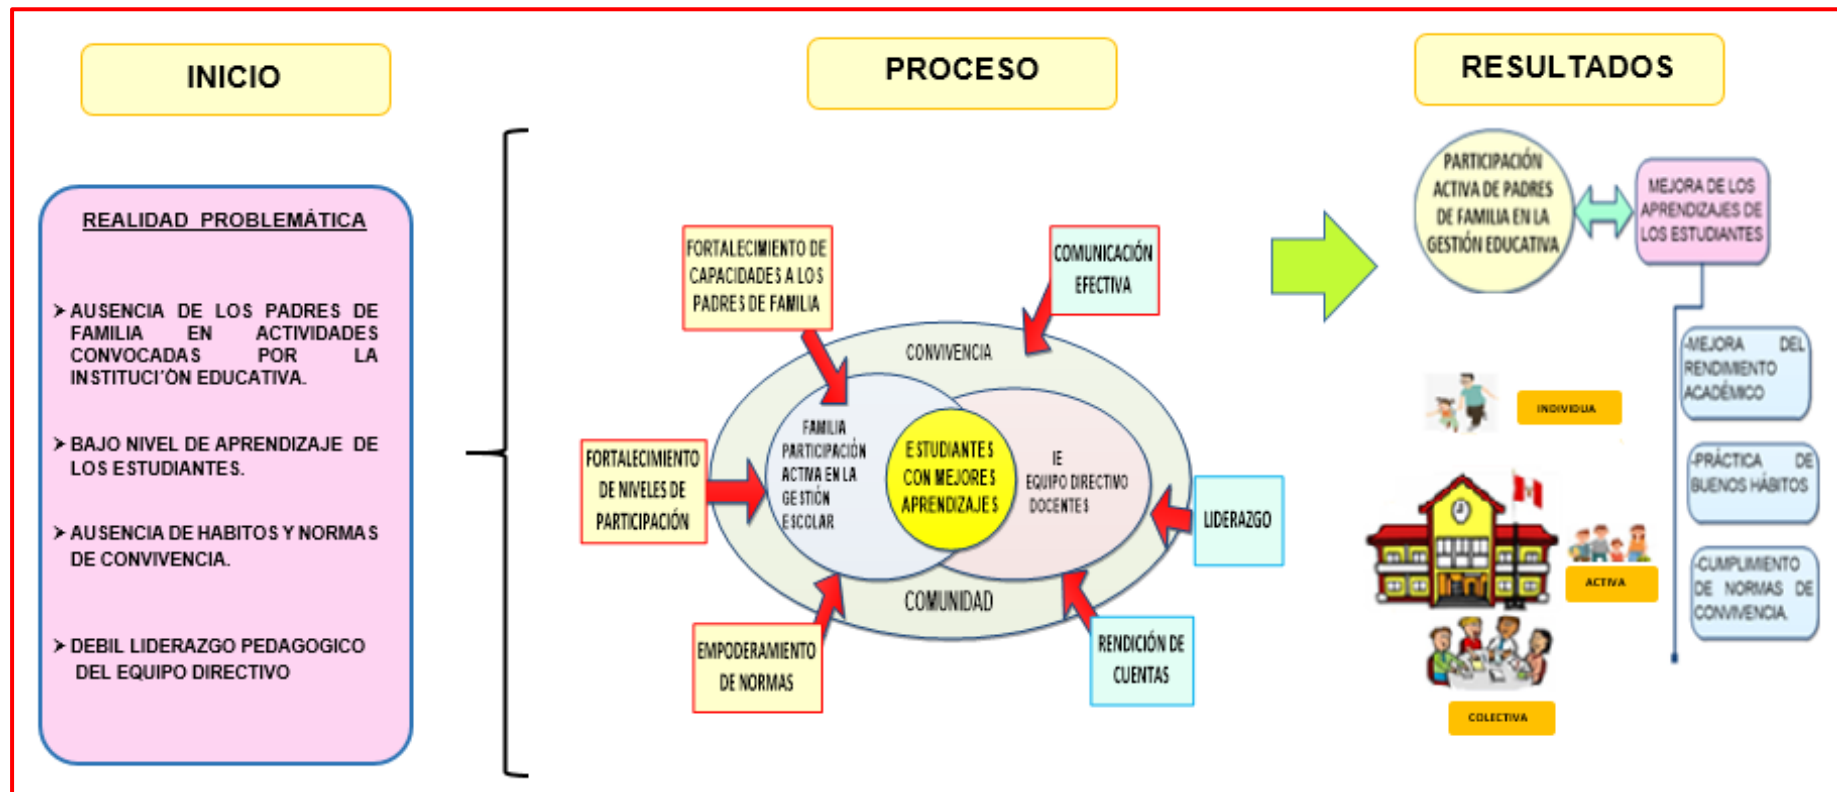 INICIO
REALIDAD PROBLEMÁTICA
➤ AUSENCIA DE LOS PADRES DE
FAMILIA EN ACTIVIDADES
CONVOCADAS POR LA
INSTITUCI´ÓN EDUCATIVA.
➤ BAJO NIVEL DE APRENDIZAJE DE
LOS ESTUDIANTES.
➤ AUSENCIA DE HABITOS Y NORMAS
DE CONVIVENCIA.
➤ DEBIL LIDERAZGO PEDAGOGICO
DEL EQUIPO DIRECTIVO
PROCESO
FORTALECIMIENTO DE
CAPACIDADES A LOS
PADRES DE FAMILIA
COMUNICACIÓN
EFECTIVA
CONVIVENCIA
FORTALECIMIENTO
DE NIVELES DE
PARTICIPACIÓN
FAMILIA
PARTICIPACIÓN
ACTIVA EN LA
GESTIÓN
ESCOLAR
ESTUDIANTES
CON MEJORES
APRENDIZAJES
IE
EQUIPO DIRECTIVO
DOCENTES
LIDERAZGO
COMUNIDAD
EMPODERAMIENTO
DE NORMAS
RENDICIÓN DE
CUENTAS
RESULTADOS
PARTICIPACIÓN
ACTIVA DE PADRES
DE FAMILIA EN LA
GESTIÓN EDUCATIVA
MEJORA DE LOS
APRENDIZAJES DE
LOS ESTUDIANTES
-MEJORA DEL
RENDIMIENTO
ACADÉMICO
-PRÁCTICA DE
BUENOS HÁBITOS
-CUMPLIMIENTO
DE NORMAS DE
CONVIVENCIA.
INDIVIDUA
ACTIVA
COLECTIVA